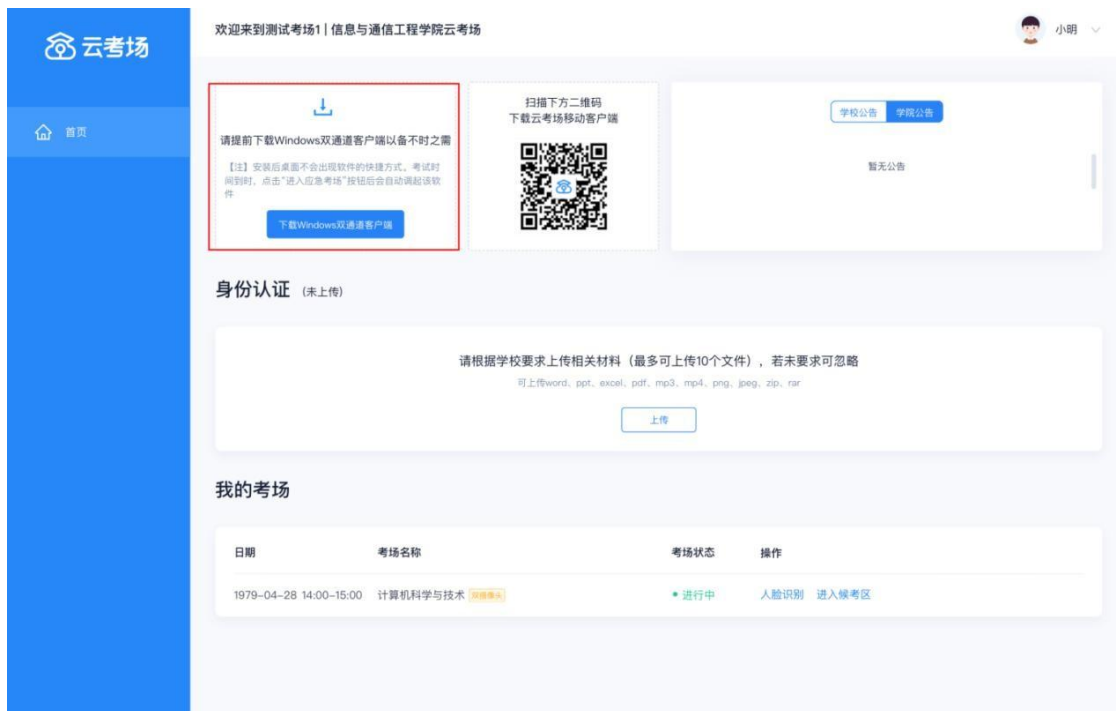 云考场
首页
欢迎来到测试考场1 | 信息与通信工程学院云考场
小明
请提前下载Windows双通道客户端以备不时之需
【注】安装后桌面不会出现软件的快捷方式。考试时
间到时，点击“进入应急考场”按钮后会自动调起该软
件
下载Windows双通道客户端
扫描下方二维码
下载云考场移动客户端
学校公告 学院公告
暂无公告
身份认证 (未上传)
请根据学校要求上传相关材料（最多可上传10个文件），若未要求可忽略
可上传word、ppt、excel、pdf、mp3、mp4、png、jpeg、zip、rar
上传
我的考场
日期 考场名称 考场状态 操作
1979-04-28 14:00-15:00 计算机科学与技术 双摄像头 进行中 人脸识别 进入候考区